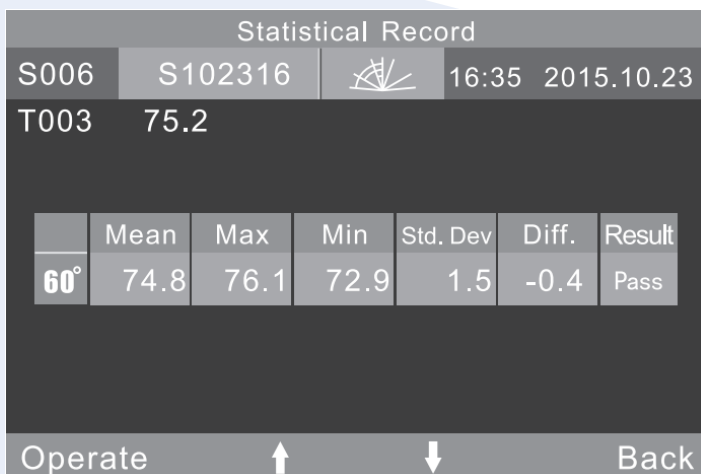 Statistical Record
S006 S102316 16:35 2015.10.23
T003 75.2
Mean Max Min Std. Dev Diff. Result
60° 74.8 76.1 72.9 1.5 -0.4 Pass
Operate Back